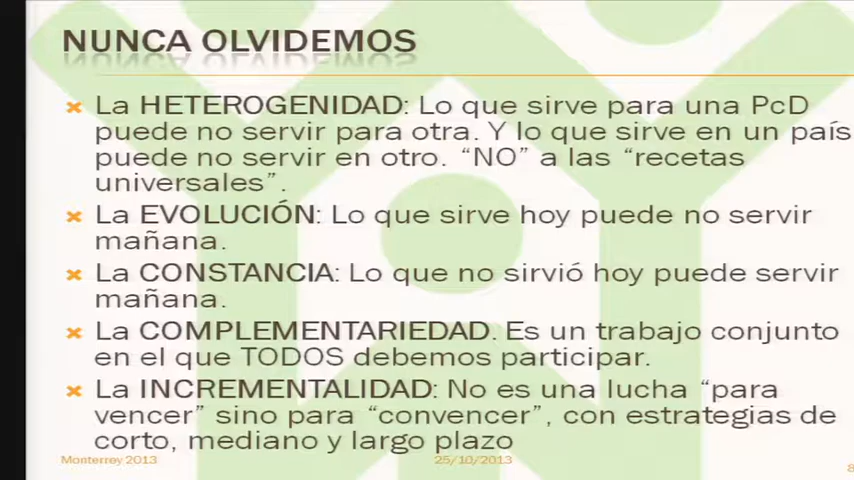 NUNCA OLVIDEMOS
La HETEROGENIDAD: Lo que sirve para una PcD
puede no servir para otra. Y lo que sirve en un país
puede no servir en otro. “NO” a las “recetas
universales”.
La EVOLUCIÓN: Lo que sirve hoy puede no servir
mañana.
La CONSTANCIA: Lo que no sirvió hoy puede servir
mañana.
La COMPLEMENTARIEDAD. Es un trabajo conjunto
en el que TODOS debemos participar.
La INCREMENTALIDAD: No es una lucha “para
vencer” sino para “convencer”, con estrategias de
corto, mediano y largo plazo
Monterrey 2013 25/10/2013 8